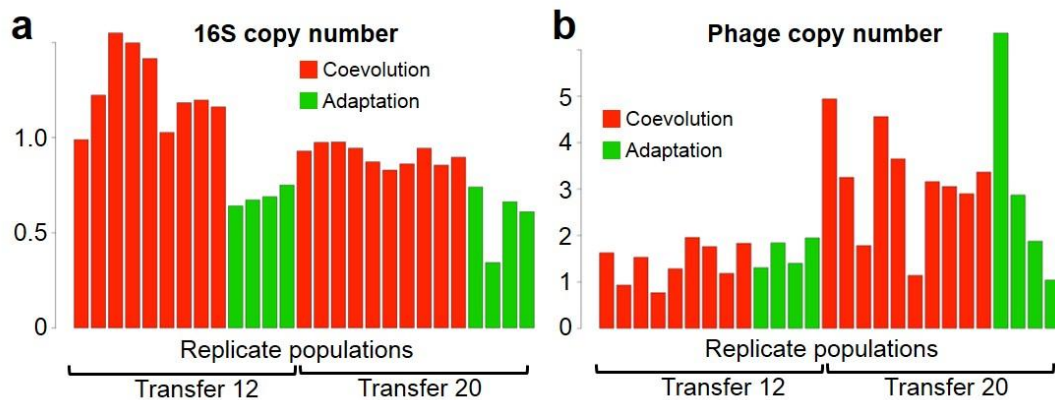 a
16S copy number
Coevolution
Adaptation
1.0
0.5
0
Replicate populations
Transfer 12
Transfer 20
b
Phage copy number
Coevolution
Adaptation
5
4
3
2
1
0
Replicate populations
Transfer 12
Transfer 20